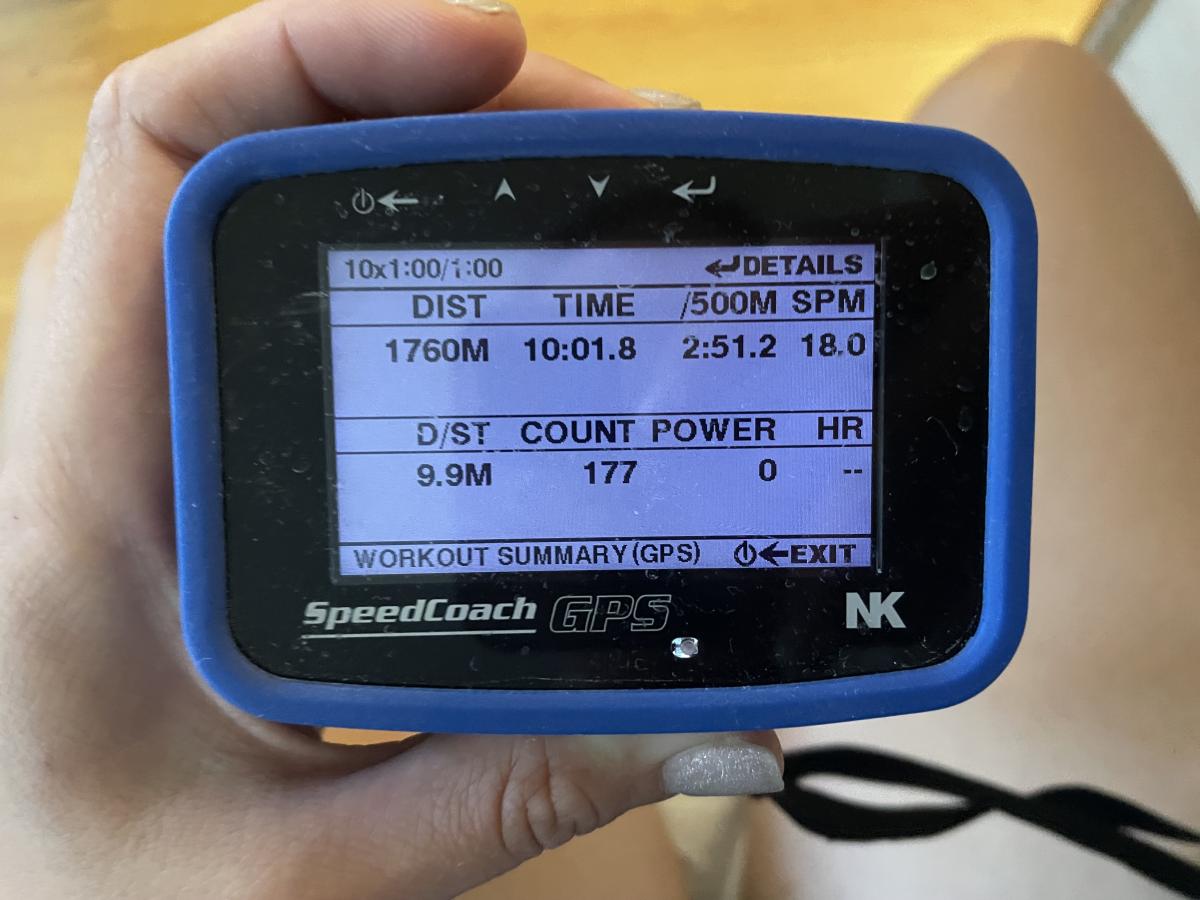 10x1:00/1:00 DETAILS
DIST TIME /500M SPM
1760M 10:01.8 2:51.2 18.0
D/ST COUNT POWER HR
9.9M 177 0 --
WORKOUT SUMMARY(GPS) EXIT
SpeedCoach GPS NK